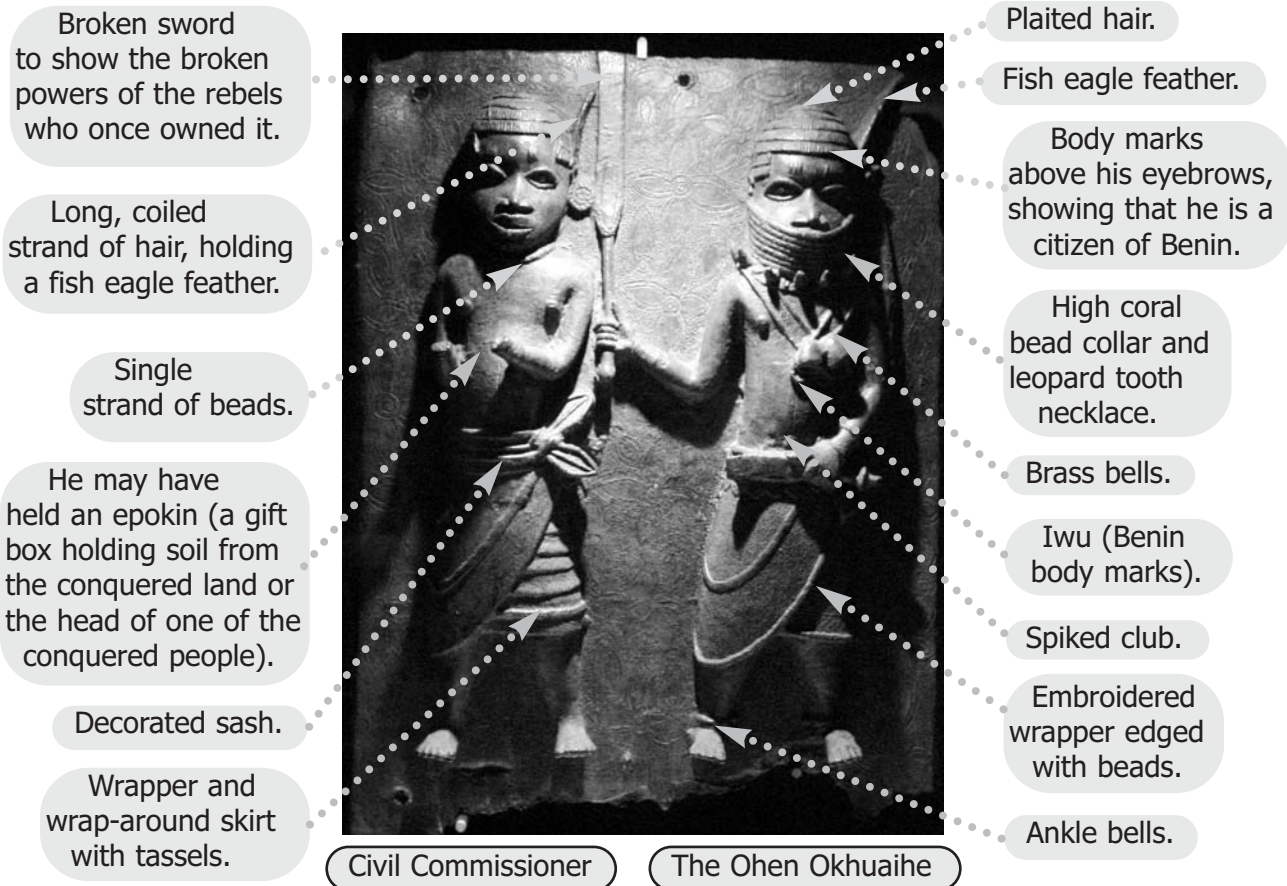 Broken sword
to show the broken
powers of the rebels
who once owned it.
Long, coiled
strand of hair, holding
a fish eagle feather.
Single
strand of beads.
He may have
held an epokin (a gift
box holding soil from
the conquered land or
the head of one of the
conquered people).
Decorated sash.
Wrapper and
wrap-around skirt
with tassels.
Plaited hair.
Fish eagle feather.
Body marks
above his eyebrows,
showing that he is a
citizen of Benin.
High coral
bead collar and
leopard tooth
necklace.
Brass bells.
Iwu (Benin
body marks).
Spiked club.
Embroidered
wrapper edged
with beads.
Ankle bells.
Civil Commissioner
The Ohen Okhuaihe